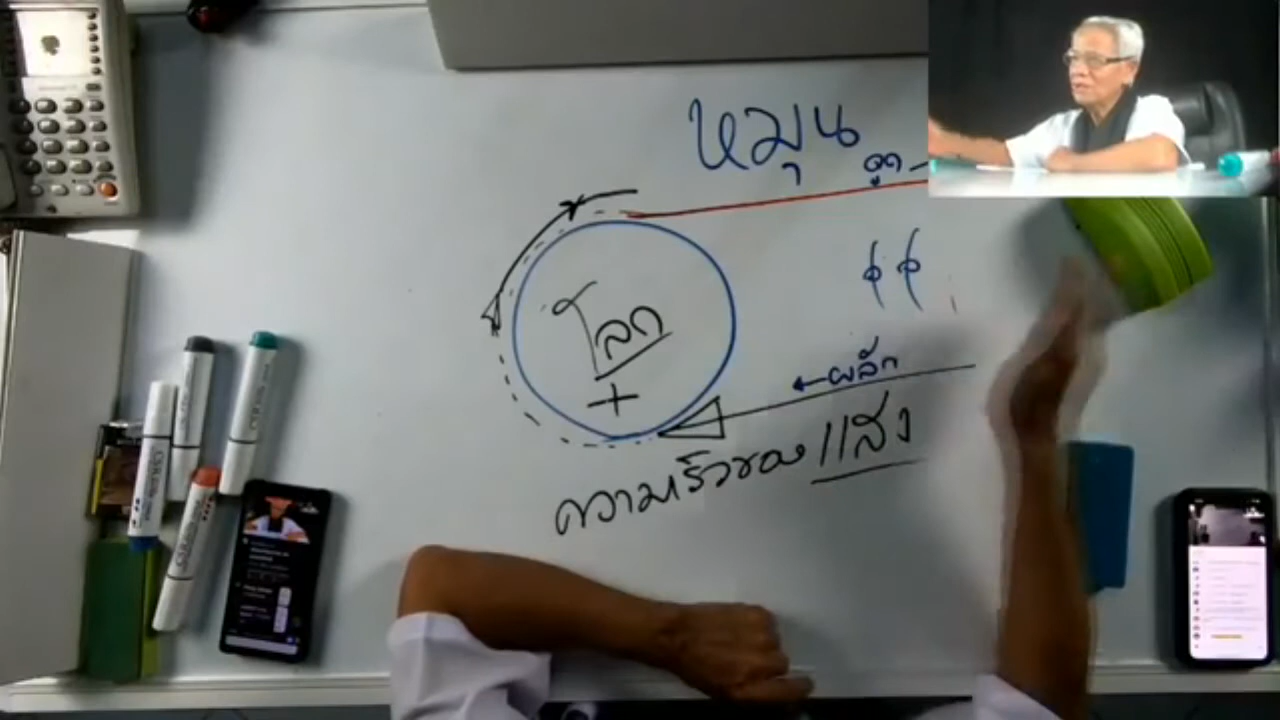 หมุน
ดูด
โลก
+
←ผลัก
ความเร็วของแสง